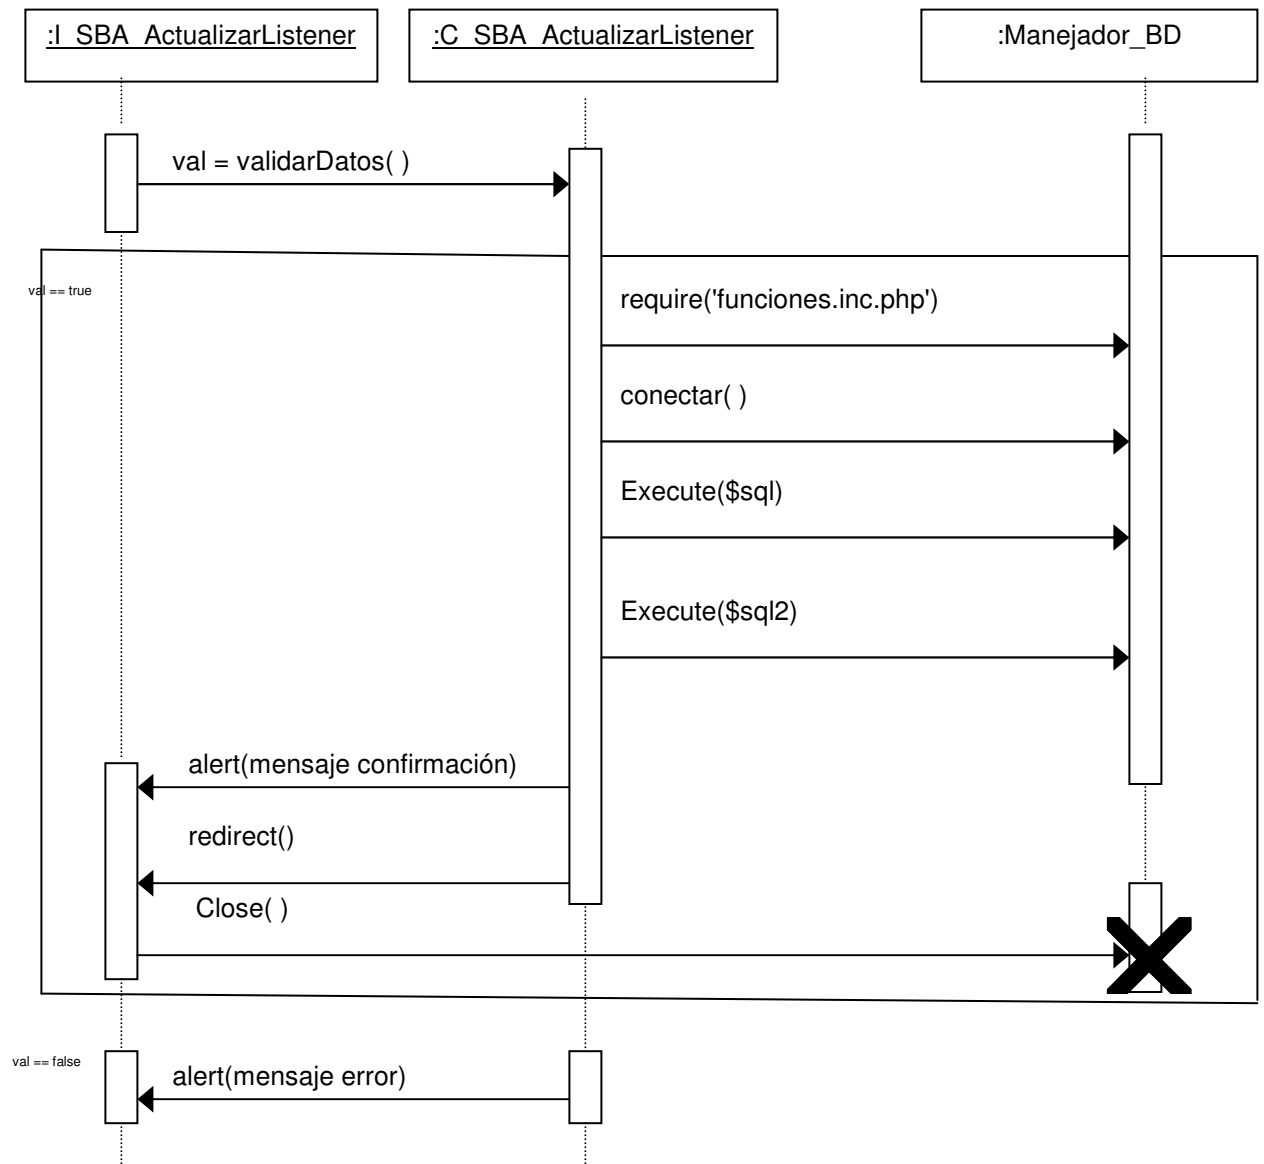 :I_SBA_ActualizarListener
:C_SBA_ActualizarListener
:Manejador_BD
val = validarDatos( )
val == true
require('funciones.inc.php')
conectar( )
Execute($sql)
Execute($sql2)
alert(mensaje confirmación)
redirect()
Close( )
val == false
alert(mensaje error)